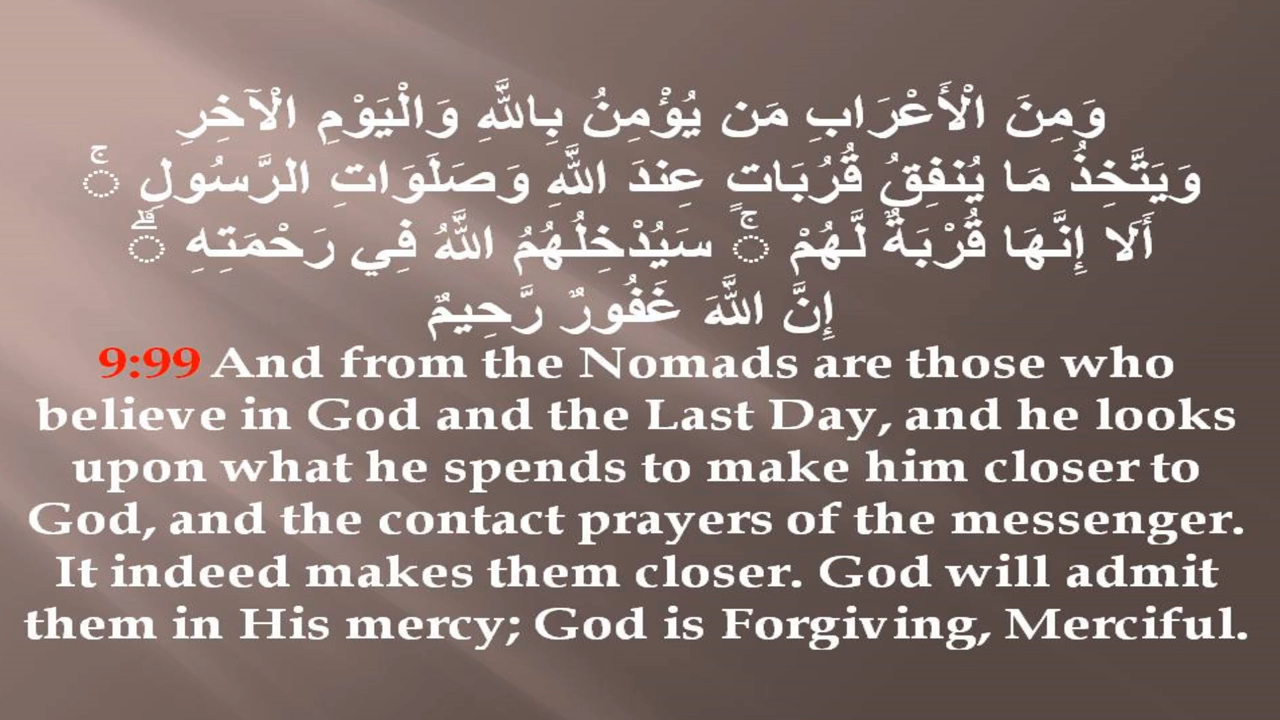 وَمِنَ الْأَعْرَابِ مَن يُؤْمِنُ بِاللَّهِ وَالْيَوْمِ الْآخِرِ
وَيَتَّخِذُ مَا يُنفِقُ قُرُبَاتٍ عِندَ اللَّهِ وَصَلَوَاتِ الرَّسُولِ ۚ
أَلَا إِنَّهَا قُرْبَةٌ لَّهُمْ ۚ سَيُدْخِلُهُمُ اللَّهُ فِي رَحْمَتِهِ ۗ
إِنَّ اللَّهَ غَفُورٌ رَّحِيمٌ
9:99 And from the Nomads are those who
believe in God and the Last Day, and he looks
upon what he spends to make him closer to
God, and the contact prayers of the messenger.
It indeed makes them closer. God will admit
them in His mercy; God is Forgiving, Merciful.